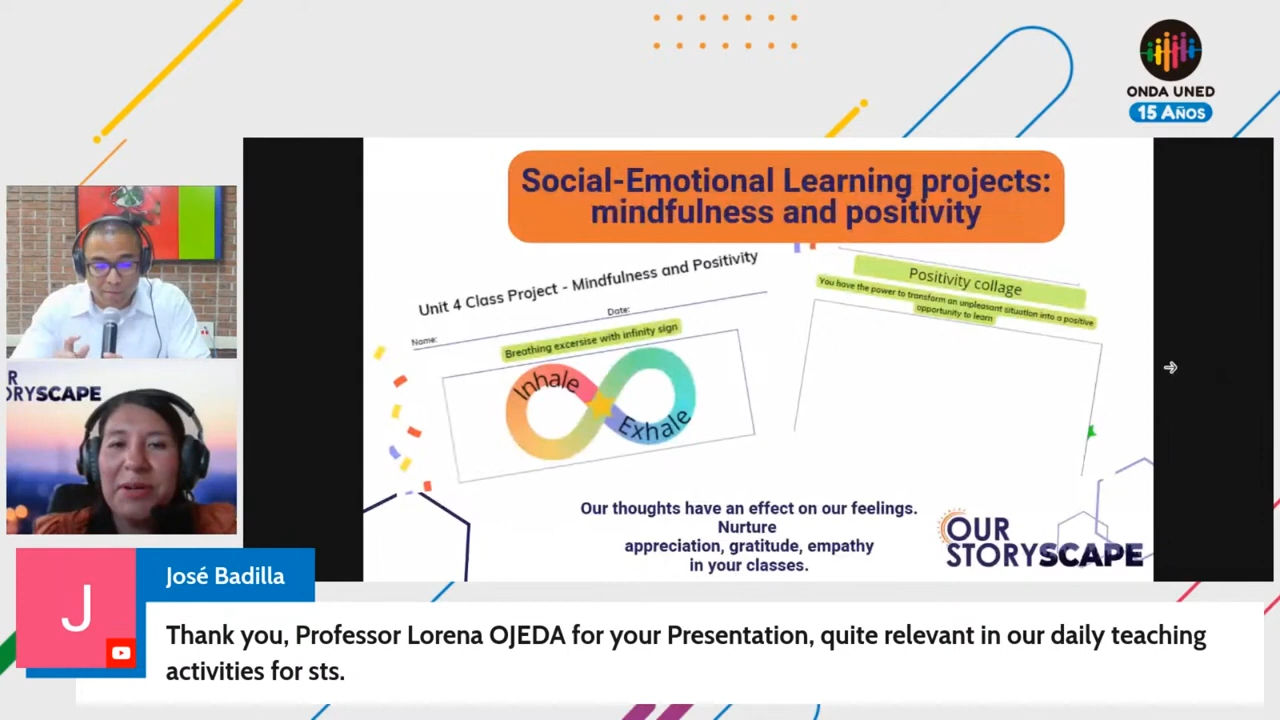 ONDA UNED
15 AÑOS
Social-Emotional Learning projects:
mindfulness and positivity
Unit 4 Class Project - Mindfulness and Positivity
Name:
Date:
Breathing excersise with infinity sign
Inhale
Exhale
Positivity collage
You have the power to transform an unpleasant situation into a positive
opportunity to learn
Our thoughts have an effect on our feelings.
Nurture
appreciation, gratitude, empathy
in your classes.
OUR
STORYSCAPE
R
ORYSCAPE
J
José Badilla
Thank you, Professor Lorena OJEDA for your Presentation, quite relevant in our daily teaching
activities for sts.